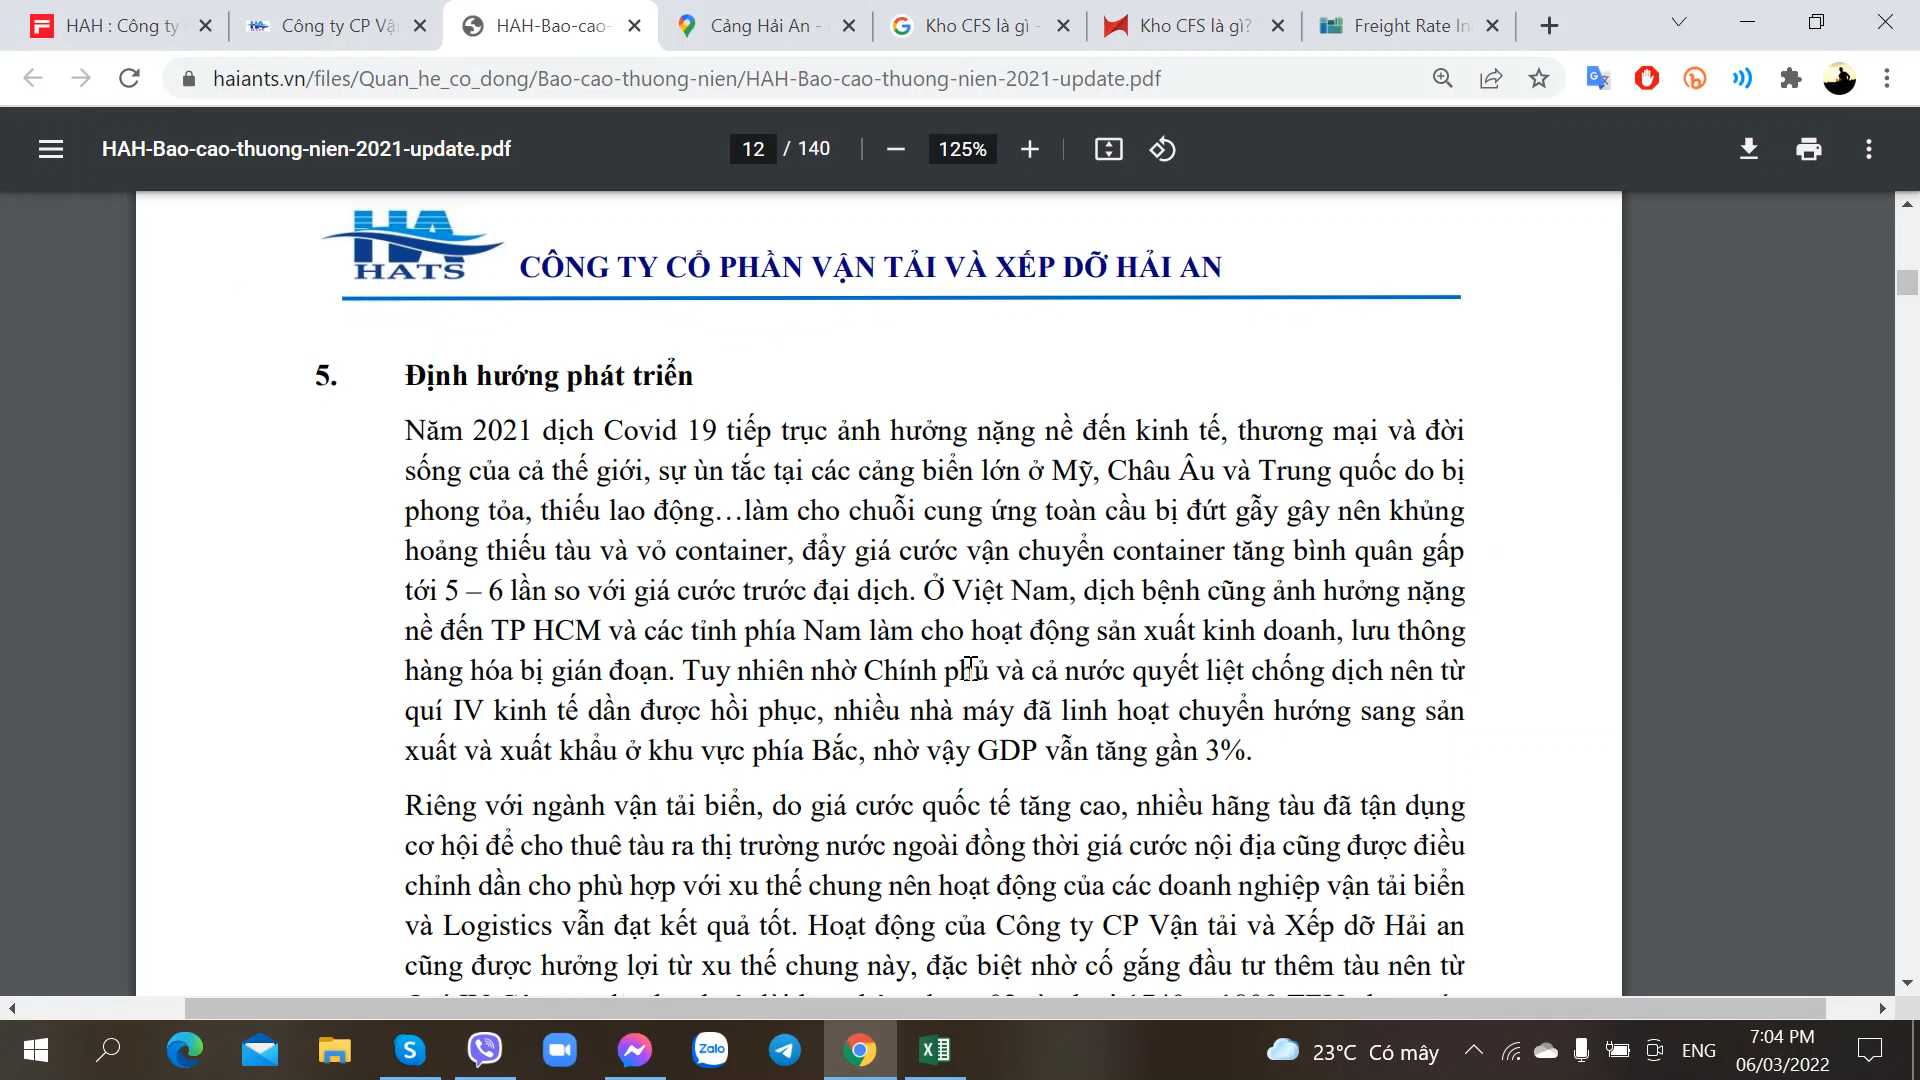 HAH : Công ty
Công ty CP Vậ
HAH-Bao-cao-
Cảng Hải An -
Kho CFS là gì -
Kho CFS là gì?
Freight Rate In
haiants.vn/files/Quan_he_co_dong/Bao-cao-thuong-nien/HAH-Bao-cao-thuong-nien-2021-update.pdf
HAH-Bao-cao-thuong-nien-2021-update.pdf
12 / 140
125%
HA
HATS
CÔNG TY CỔ PHẦN VẬN TẢI VÀ XẾP DỠ HẢI AN
5. Định hướng phát triển
Năm 2021 dịch Covid 19 tiếp trục ảnh hưởng nặng nề đến kinh tế, thương mại và đời
sống của cả thế giới, sự ùn tắc tại các cảng biển lớn ở Mỹ, Châu Âu và Trung quốc do bị
phong tỏa, thiếu lao động…làm cho chuỗi cung ứng toàn cầu bị đứt gẫy gây nên khủng
hoảng thiếu tàu và vỏ container, đẩy giá cước vận chuyển container tăng bình quân gấp
tới 5 – 6 lần so với giá cước trước đại dịch. Ở Việt Nam, dịch bệnh cũng ảnh hưởng nặng
nề đến TP HCM và các tỉnh phía Nam làm cho hoạt động sản xuất kinh doanh, lưu thông
hàng hóa bị gián đoạn. Tuy nhiên nhờ Chính phủ và cả nước quyết liệt chống dịch nên từ
quí IV kinh tế dần được hồi phục, nhiều nhà máy đã linh hoạt chuyển hướng sang sản
xuất và xuất khẩu ở khu vực phía Bắc, nhờ vậy GDP vẫn tăng gần 3%.
Riêng với ngành vận tải biển, do giá cước quốc tế tăng cao, nhiều hãng tàu đã tận dụng
cơ hội để cho thuê tàu ra thị trường nước ngoài đồng thời giá cước nội địa cũng được điều
chỉnh dần cho phù hợp với xu thế chung nên hoạt động của các doanh nghiệp vận tải biển
và Logistics vẫn đạt kết quả tốt. Hoạt động của Công ty CP Vận tải và Xếp dỡ Hải an
cũng được hưởng lợi từ xu thế chung này, đặc biệt nhờ cố gắng đầu tư thêm tàu nên từ
Zalo
23°C Có mây
ENG
7:04 PM
06/03/2022